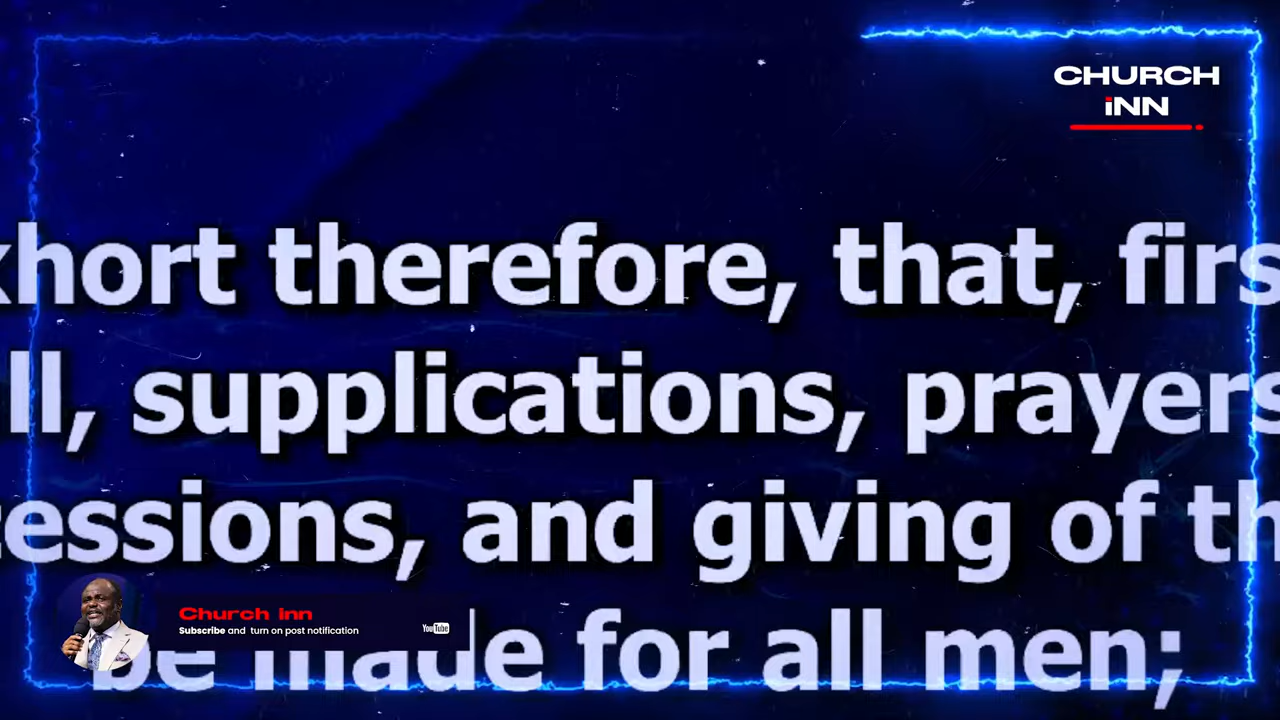 CHURCH
iNN
xhort therefore, that, firs
ll, supplications, prayers
cessions, and giving of th
Church inn
Subscribe and turn on post notification
YouTube
be made for all men;